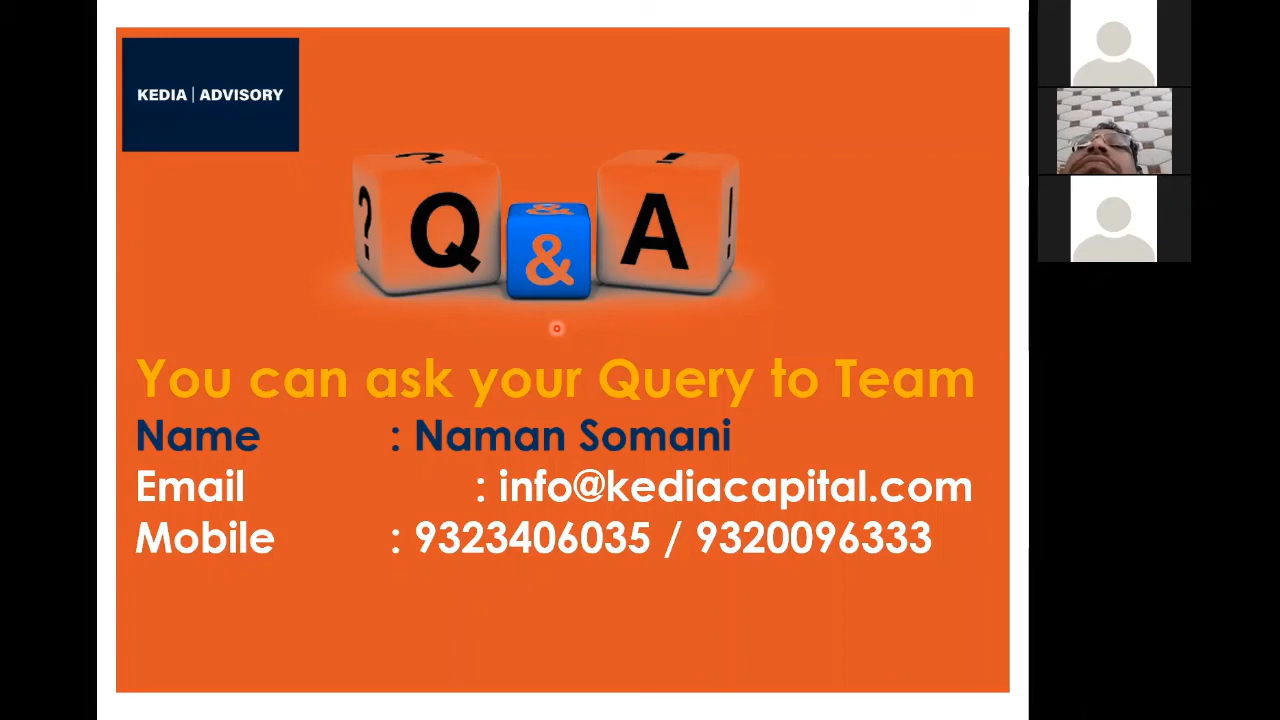 KEDIA | ADVISORY
? Q & A !
You can ask your Query to Team
Name : Naman Somani
Email : info@kediacapital.com
Mobile : 9323406035 / 9320096333